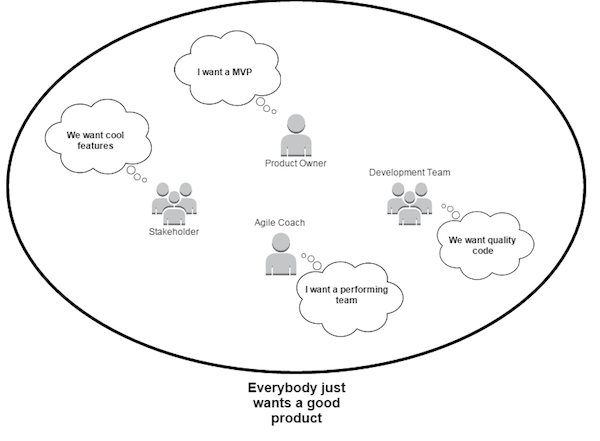 I want a MVP
We want cool
features
Product Owner
Development Team
Stakeholder
Agile Coach
We want quality
code
I want a performing
team
Everybody just
wants a good
product